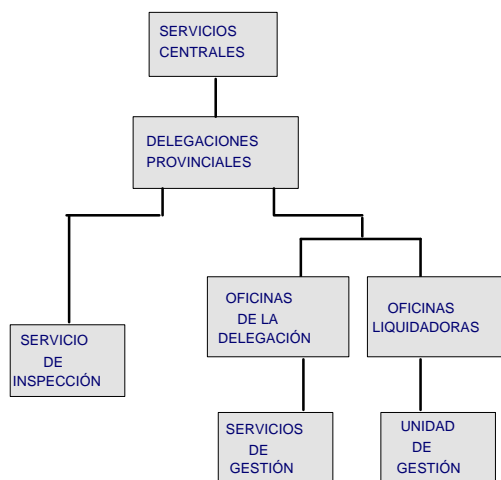 SERVICIOS
CENTRALES
DELEGACIONES
PROVINCIALES
OFICINAS
DE LA
DELEGACIÓN
OFICINAS
LIQUIDADORAS
SERVICIO
DE
INSPECCIÓN
SERVICIOS
DE
GESTIÓN
UNIDAD
DE
GESTIÓN